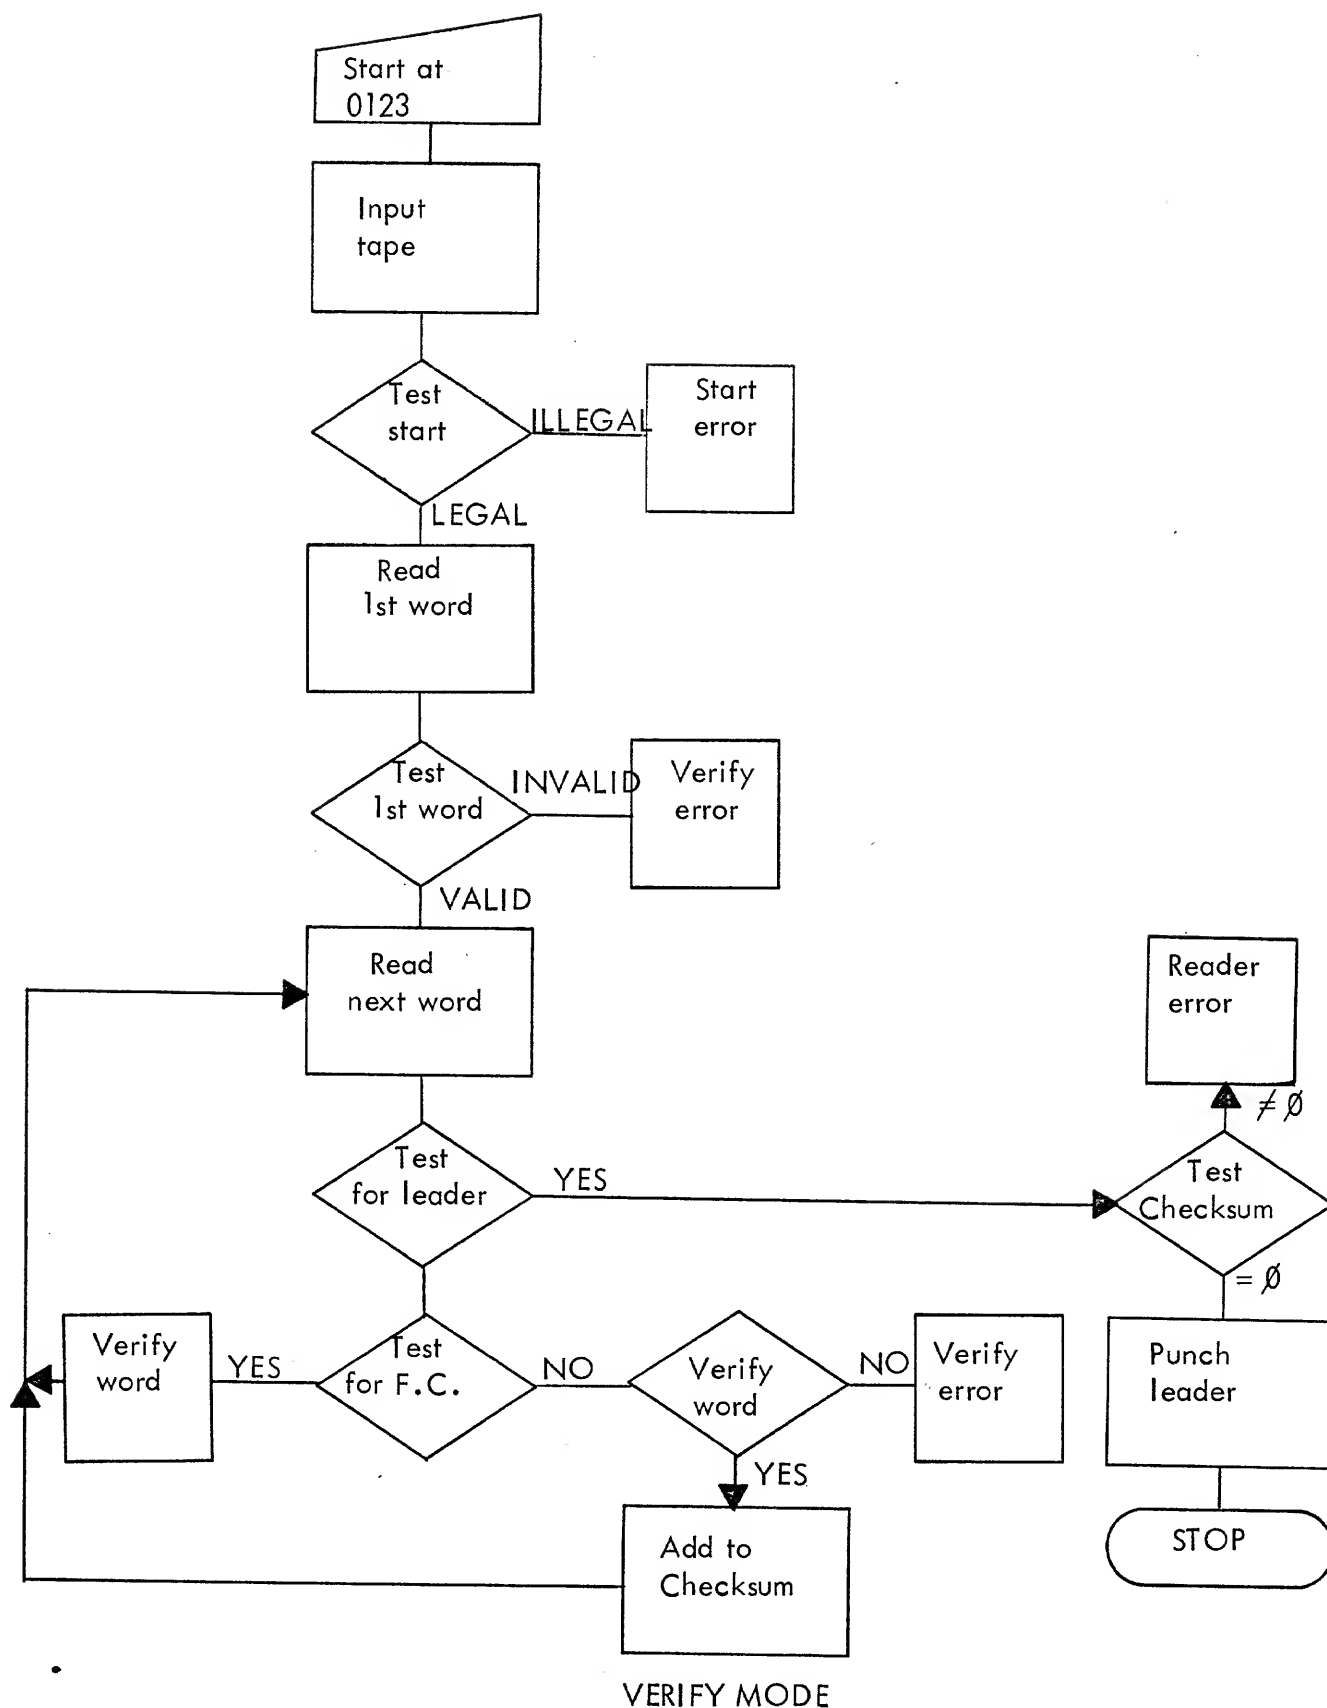 Start at
0123
Input
tape
Test
start
ILLEGAL
Start
error
LEGAL
Read
1st word
Test
1st word
INVALID
Verify
error
VALID
Read
next word
Reader
error
≠ Ø
Test
for leader
YES
Test
Checksum
= Ø
Verify
word
YES
Test
for F.C.
NO
Verify
word
NO
Verify
error
Punch
leader
YES
STOP
Add to
Checksum
VERIFY MODE